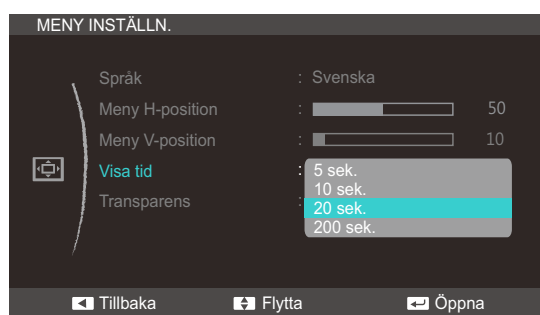 MENY INSTÄLLN.
Språk : Svenska
Meny H-position : 50
Meny V-position : 10
Visa tid : 5 sek.
10 sek.
Transparens : 20 sek.
200 sek.
Tillbaka Flytta Öppna